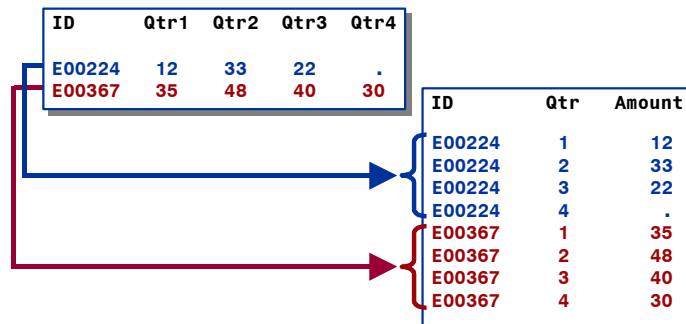 ID Qtr1 Qtr2 Qtr3 Qtr4
E00224 12 33 22 .
E00367 35 48 40 30
ID Qtr Amount
E00224 1 12
E00224 2 33
E00224 3 22
E00224 4 .
E00367 1 35
E00367 2 48
E00367 3 40
E00367 4 30